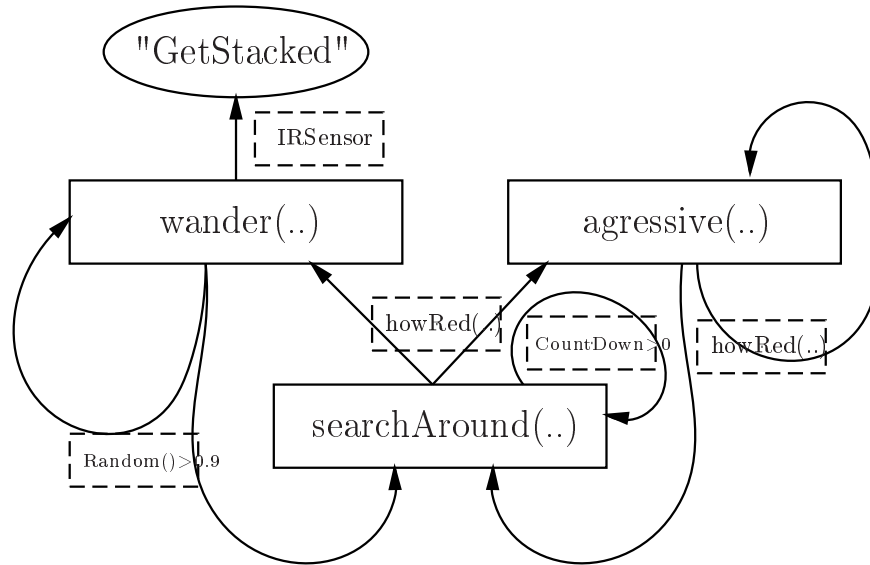 "GetStacked"
IRSensor
wander(..)
agressive(..)
howRed(..)
CountDown>0
howRed(..)
searchAround(..)
Random()>0.9